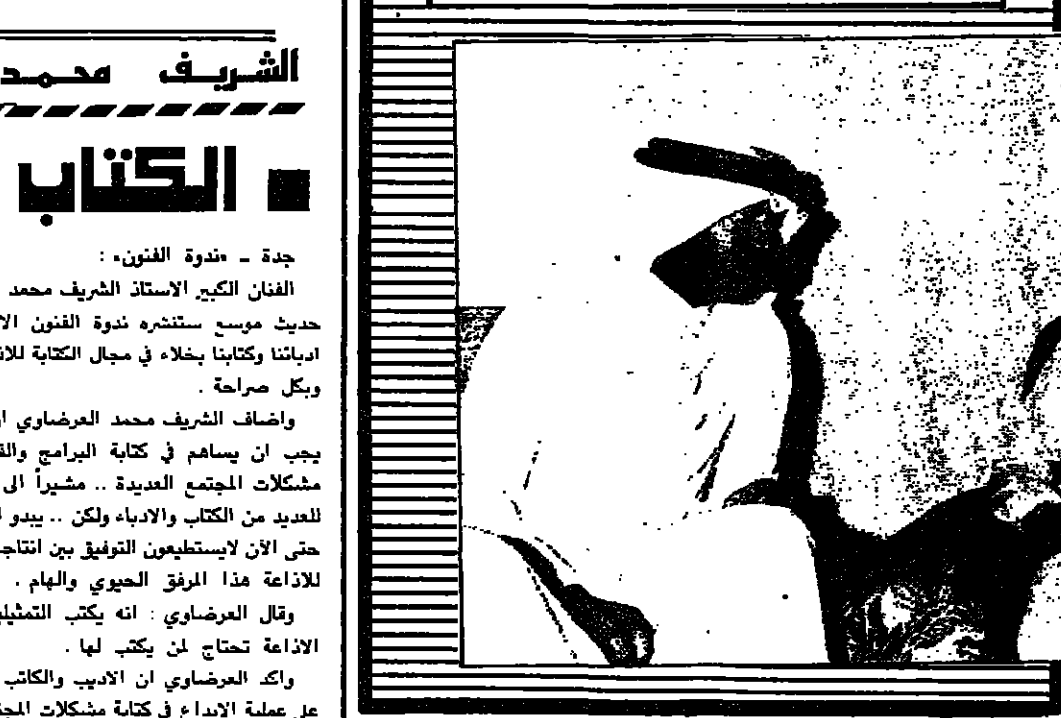 الشريف محمد
■ الكتاب
جدة ـ «ندوة الفنون» :
الفنان الكبير الاستاذ الشريف محمد
حديث موسع ستنشره ندوة الفنون الا
ادبائنا وكتابنا بخلاء في مجال الكتابة للاذ
وبكل صراحة .
واضاف الشريف محمد العرضاوي ا
يجب ان يساهم في كتابة البرامج والق
مشكلات المجتمع العديدة .. مشيراً الى
للعديد من الكتاب والادباء ولكن .. يبدو ا
حتى الآن لايستطيعون التوفيق بين انتاجـ
للاذاعة هذا المرفق الحيوي والهام .
وقال العرضاوي : انه يكتب التمثيليـ
الاذاعة تحتاج لمن يكتب لها .
واكد العرضاوي ان الاديب والكاتب
على عملية الابداع في كتابة مشكلات المجتـ